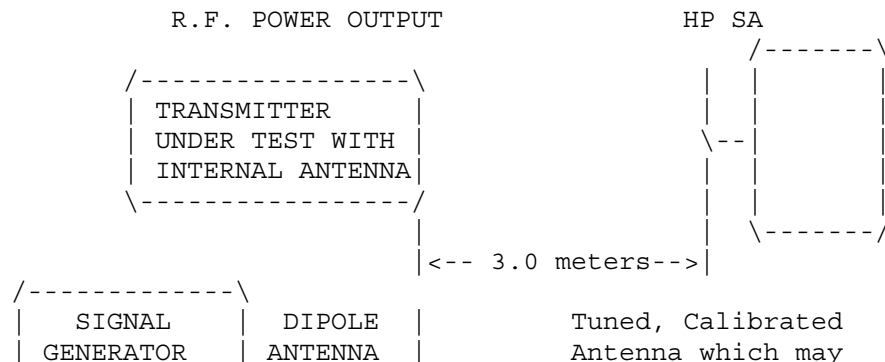 R.F. POWER OUTPUT HP SA
TRANSMITTER
UNDER TEST WITH
INTERNAL ANTENNA
<-- 3.0 meters-->
SIGNAL DIPOLE Tuned, Calibrated
GENERATOR ANTENNA Antenna which may